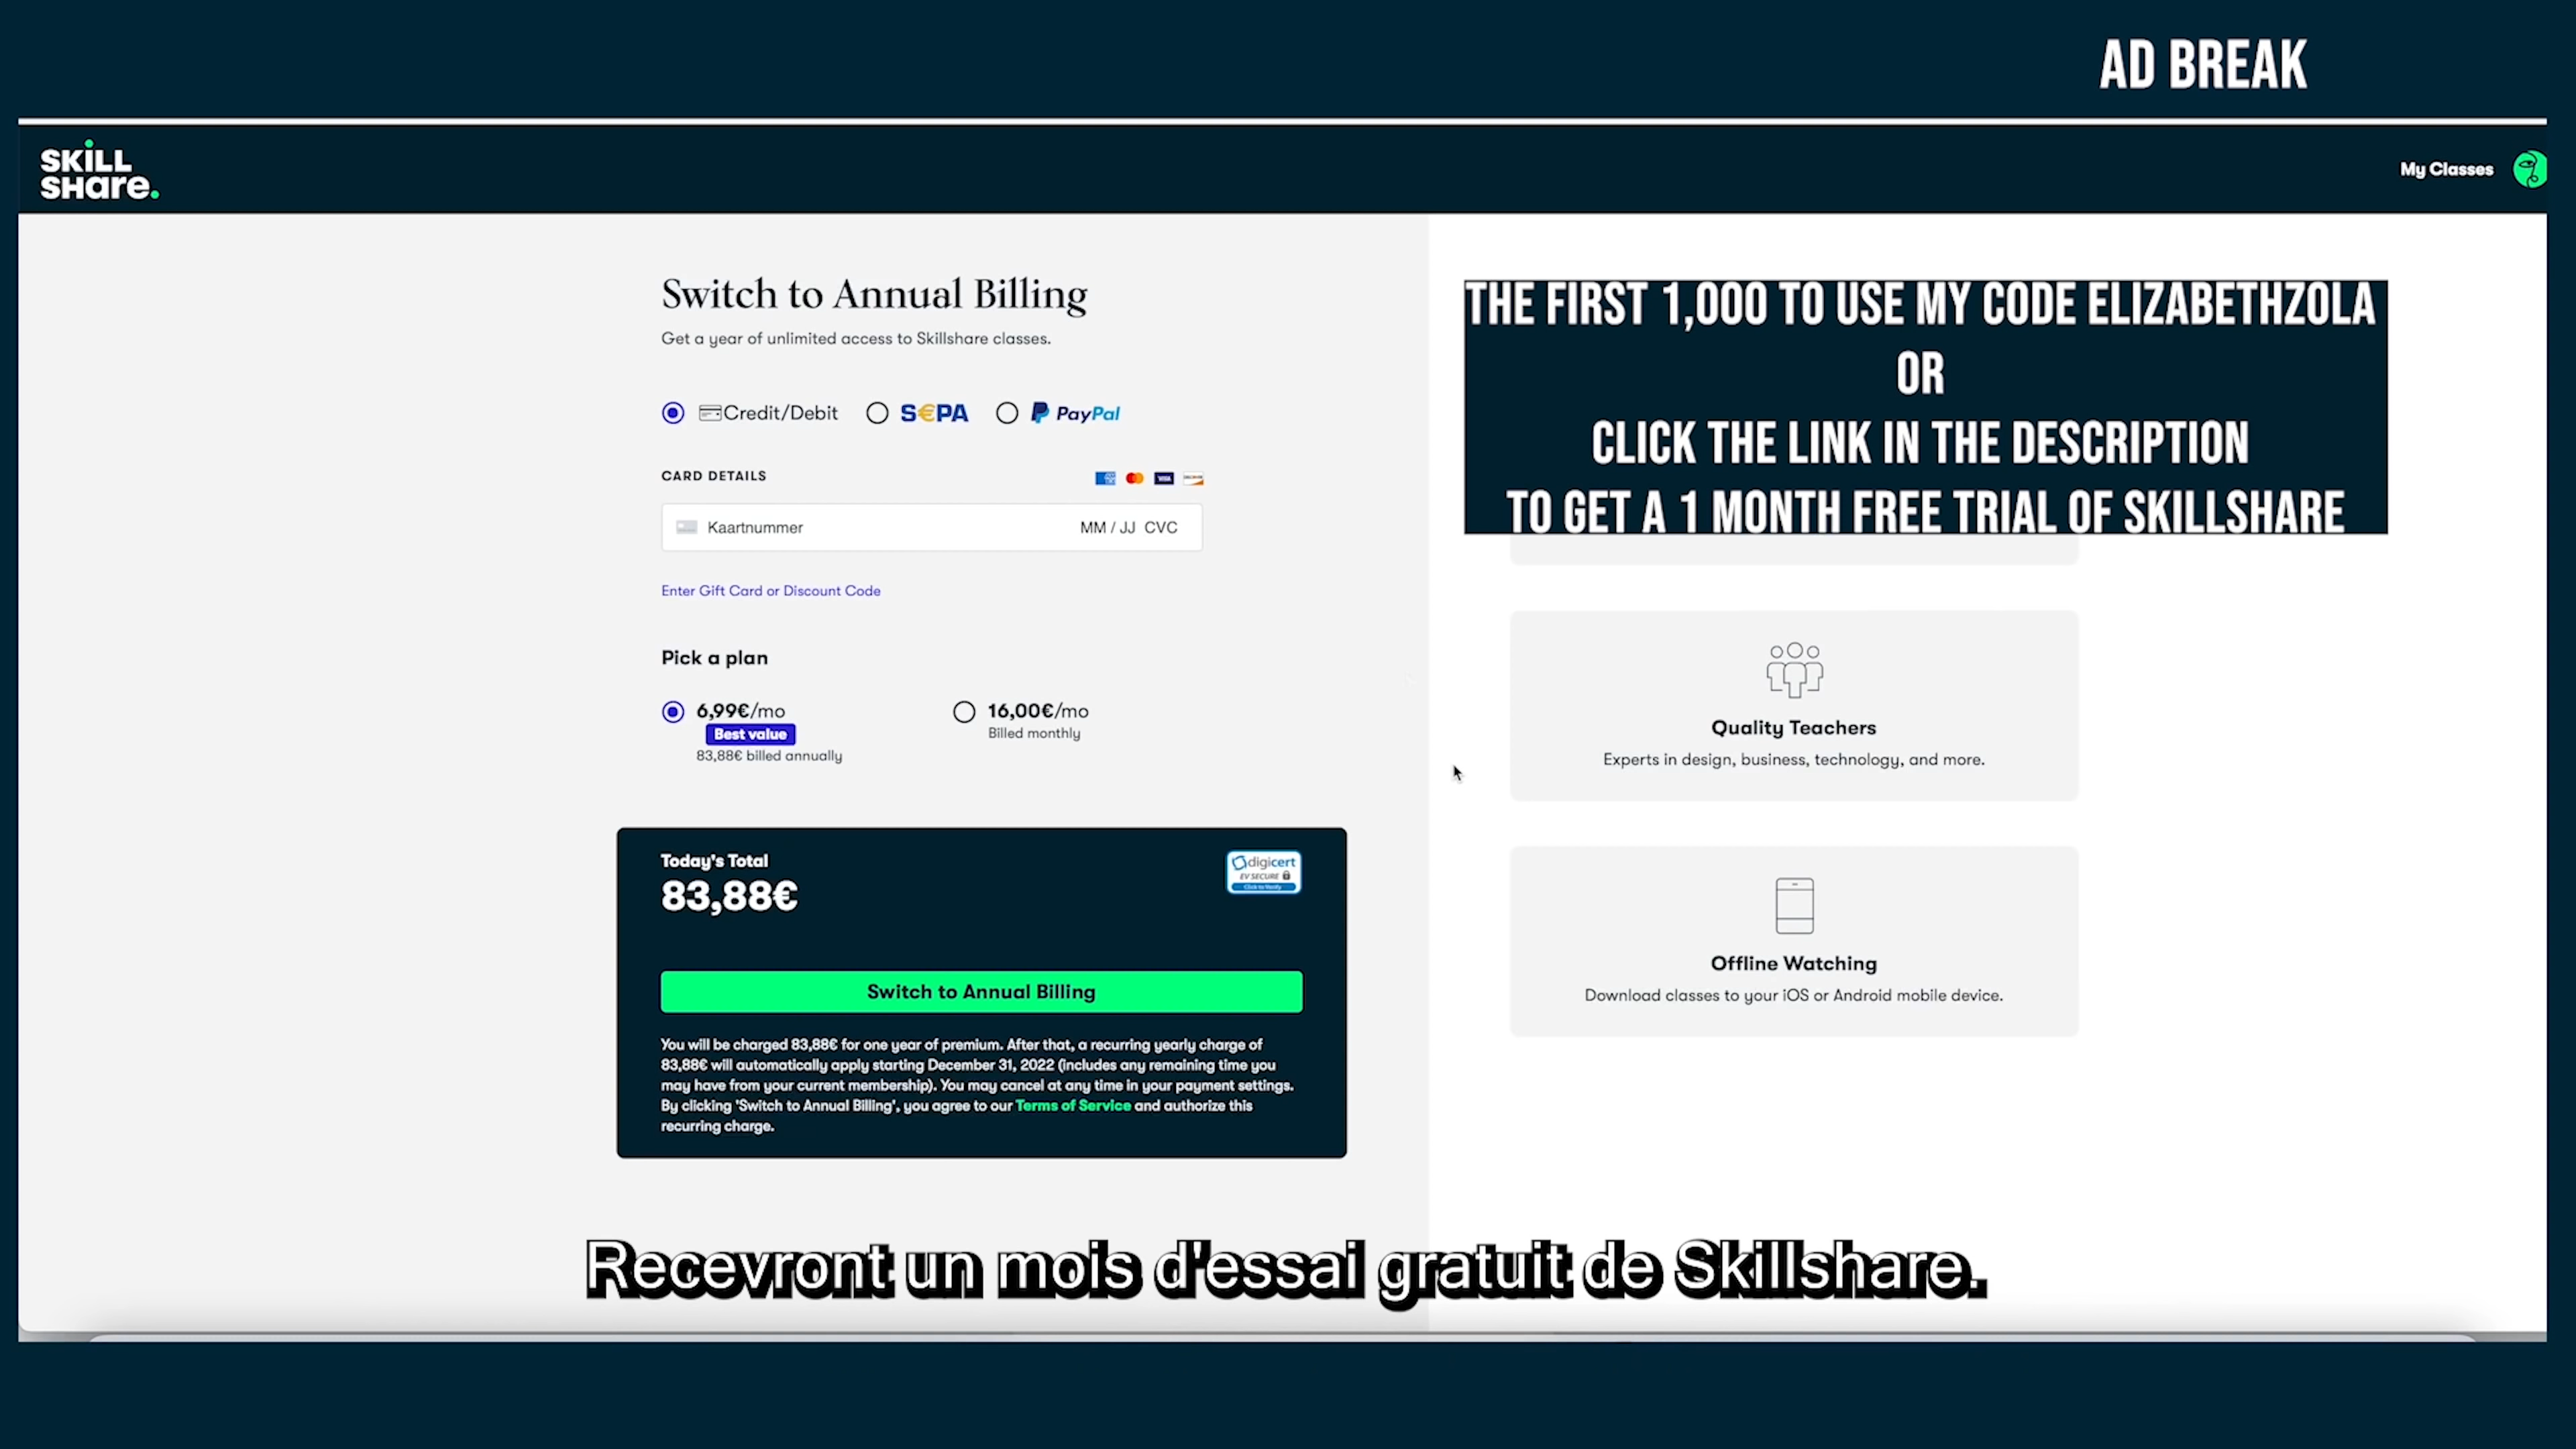 AD BREAK
SKILL
SHare.
My Classes
Switch to Annual Billing
Get a year of unlimited access to Skillshare classes.
Credit/Debit
S€PA
PayPal
CARD DETAILS
Kaartnummer
MM / JJ CVC
Enter Gift Card or Discount Code
Pick a plan
6,99€/mo
Best value
83,88€ billed annually
16,00€/mo
Billed monthly
Today's Total
83,88€
digicert
EV SECURE
Click to Verify
Switch to Annual Billing
You will be charged 83,88€ for one year of premium. After that, a recurring yearly charge of
83,88€ will automatically apply starting December 31, 2022 (includes any remaining time you
may have from your current membership). You may cancel at any time in your payment settings.
By clicking 'Switch to Annual Billing', you agree to our Terms of Service and authorize this
recurring charge.
THE FIRST 1,000 TO USE MY CODE ELIZABETHZOLA
OR
CLICK THE LINK IN THE DESCRIPTION
TO GET A 1 MONTH FREE TRIAL OF SKILLSHARE
Quality Teachers
Experts in design, business, technology, and more.
Offline Watching
Download classes to your iOS or Android mobile device.
Recevront un mois d'essai gratuit de Skillshare.